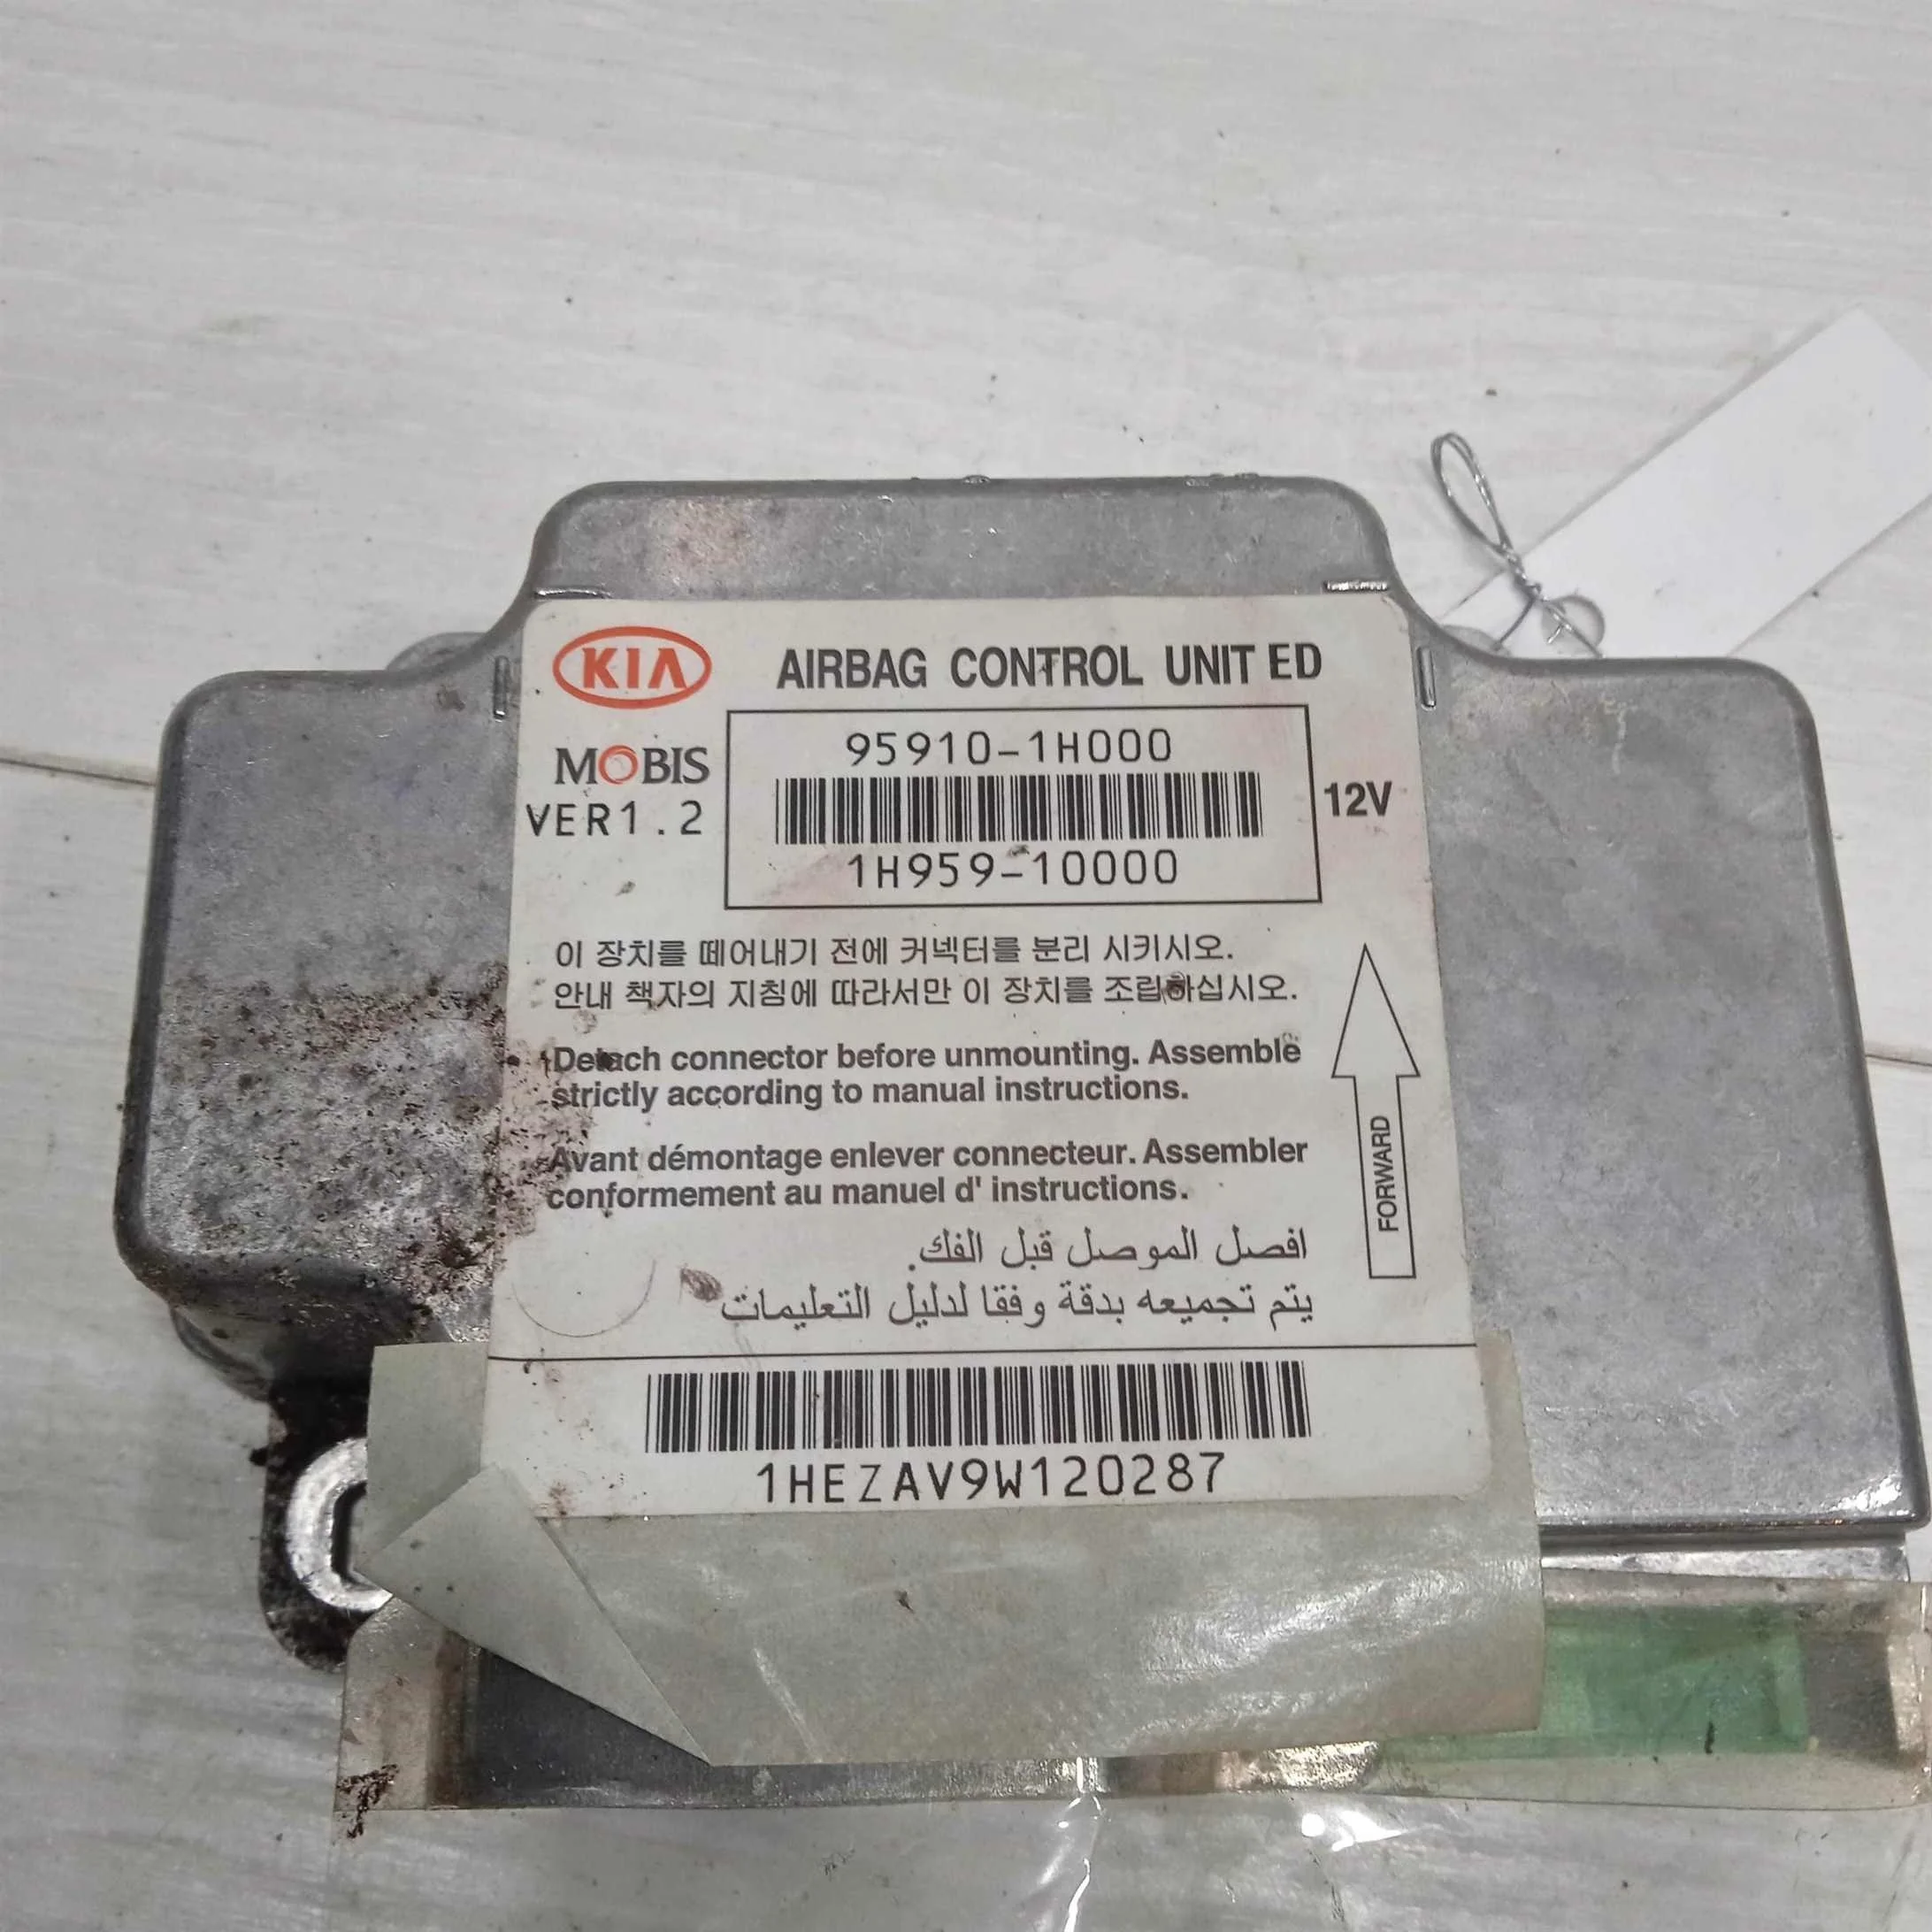 KIA AIRBAG CONTROL UNIT ED
MOBIS
VER1.2
95910-1H000
1H959-10000
12V
이 장치를 떼어내기 전에 커넥터를 분리 시키시오.
안내 책자의 지침에 따라서만 이 장치를 조립하십시오.
Detach connector before unmounting. Assemble
strictly according to manual instructions.
Avant démontage enlever connecteur. Assembler
conformement au manuel d' instructions.
افصل الموصل قبل الفك.
يتم تجميعه بدقة وفقا لدليل التعليمات
FORWARD
1HEZAV9W120287